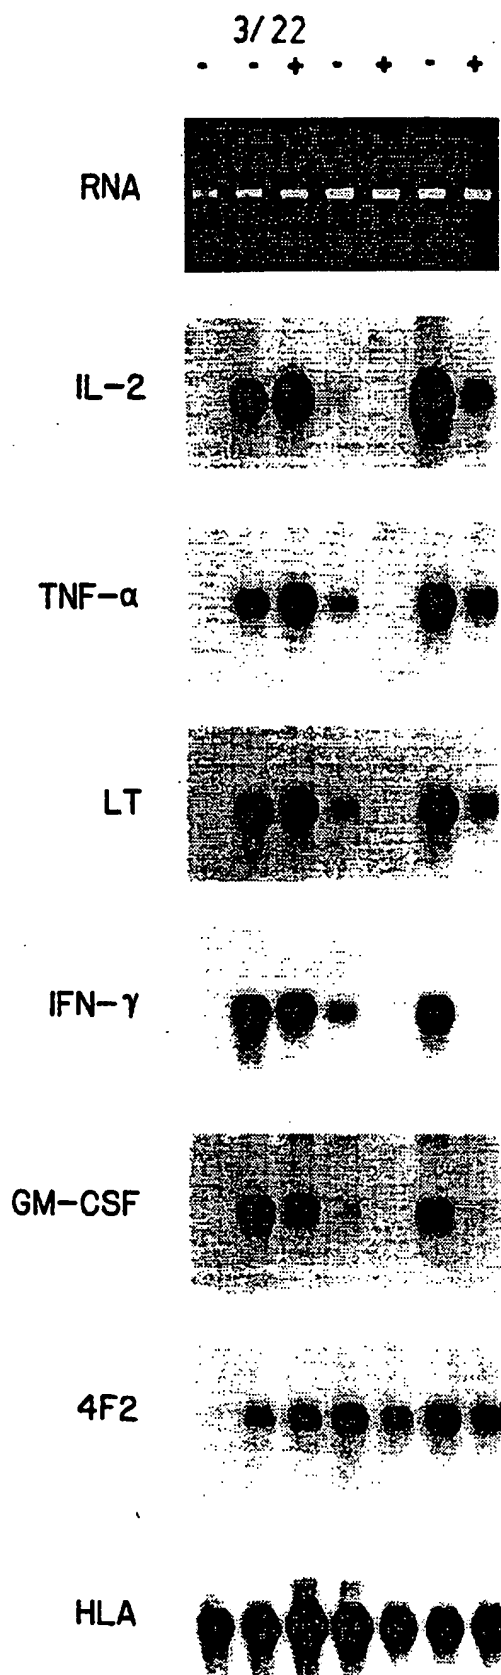 3/22
- - + - + - +
RNA
IL-2
TNF-α
LT
IFN-γ
GM-CSF
4F2
HLA